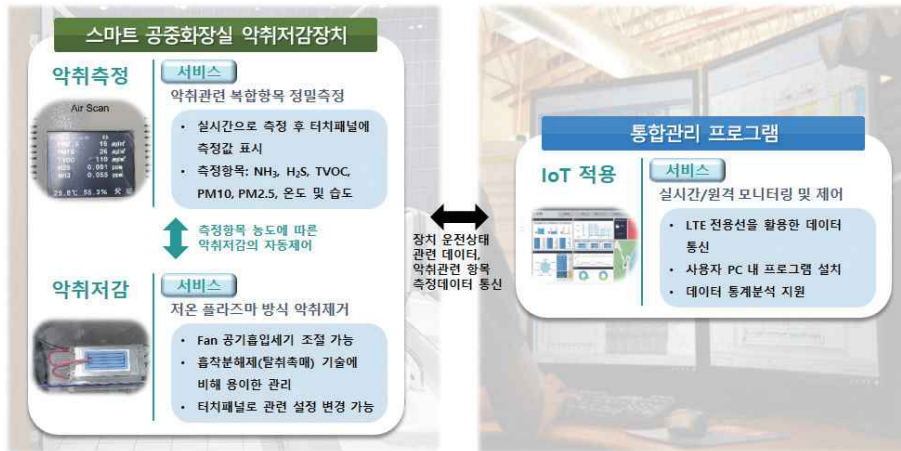 스마트 공중화장실 악취저감장치
악취측정
서비스
악취관련 복합항목 정밀측정
Air Scan
• 실시간으로 측정 후 터치패널에
측정값 표시
• 측정항목: NH₃, H₂S, TVOC,
PM10, PM2.5, 온도 및 습도
측정항목 농도에 따른
악취저감의 자동제어
악취저감
서비스
저온 플라즈마 방식 악취제거
• Fan 공기흡입세기 조절 가능
• 흡착분해제(탈취촉매) 기술에
비해 용이한 관리
• 터치패널로 관련 설정 변경 가능
장치 운전상태
관련 데이터,
악취관련 항목
측정데이터 통신
통합관리 프로그램
IoT 적용
서비스
실시간/원격 모니터링 및 제어
• LTE 전용선을 활용한 데이터
통신
• 사용자 PC 내 프로그램 설치
• 데이터 통계분석 지원